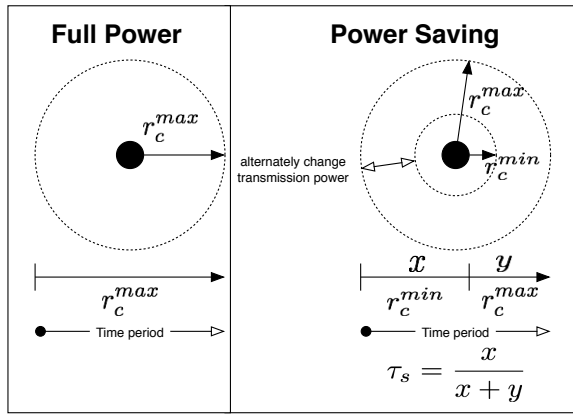 Full Power
r_c^{max}
r_c^{max}
Time period
Power Saving
r_c^{max}
alternately change
transmission power
r_c^{min}
x y
r_c^{min} r_c^{max}
Time period
τ_s = \frac{x}{x + y}